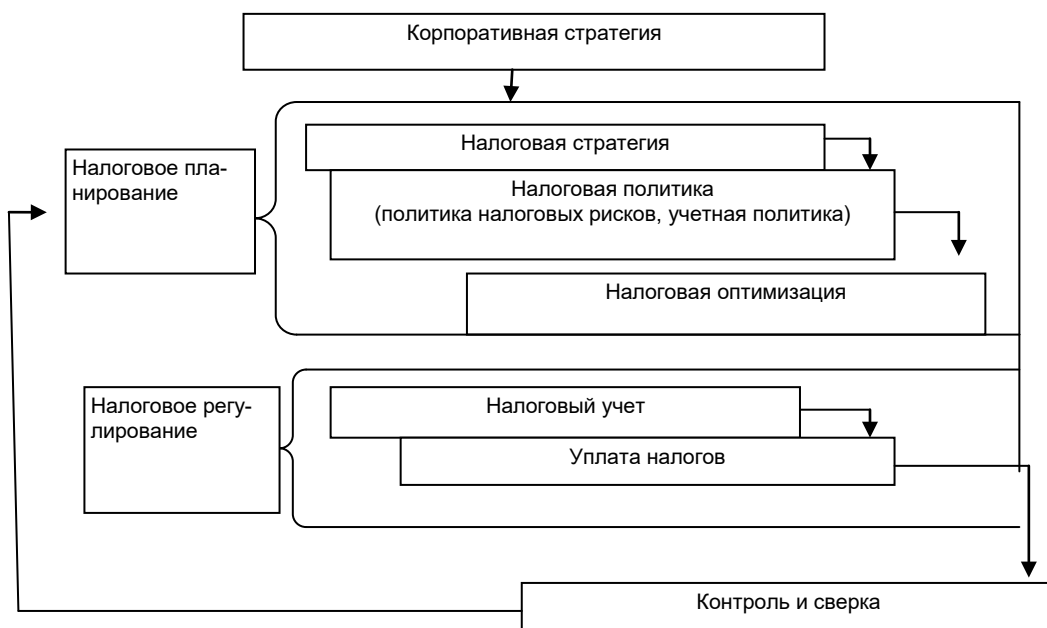 Корпоративная стратегия
Налоговая стратегия
Налоговое пла-
нирование
Налоговая политика
(политика налоговых рисков, учетная политика)
Налоговая оптимизация
Налоговое регу-
лирование
Налоговый учет
Уплата налогов
Контроль и сверка